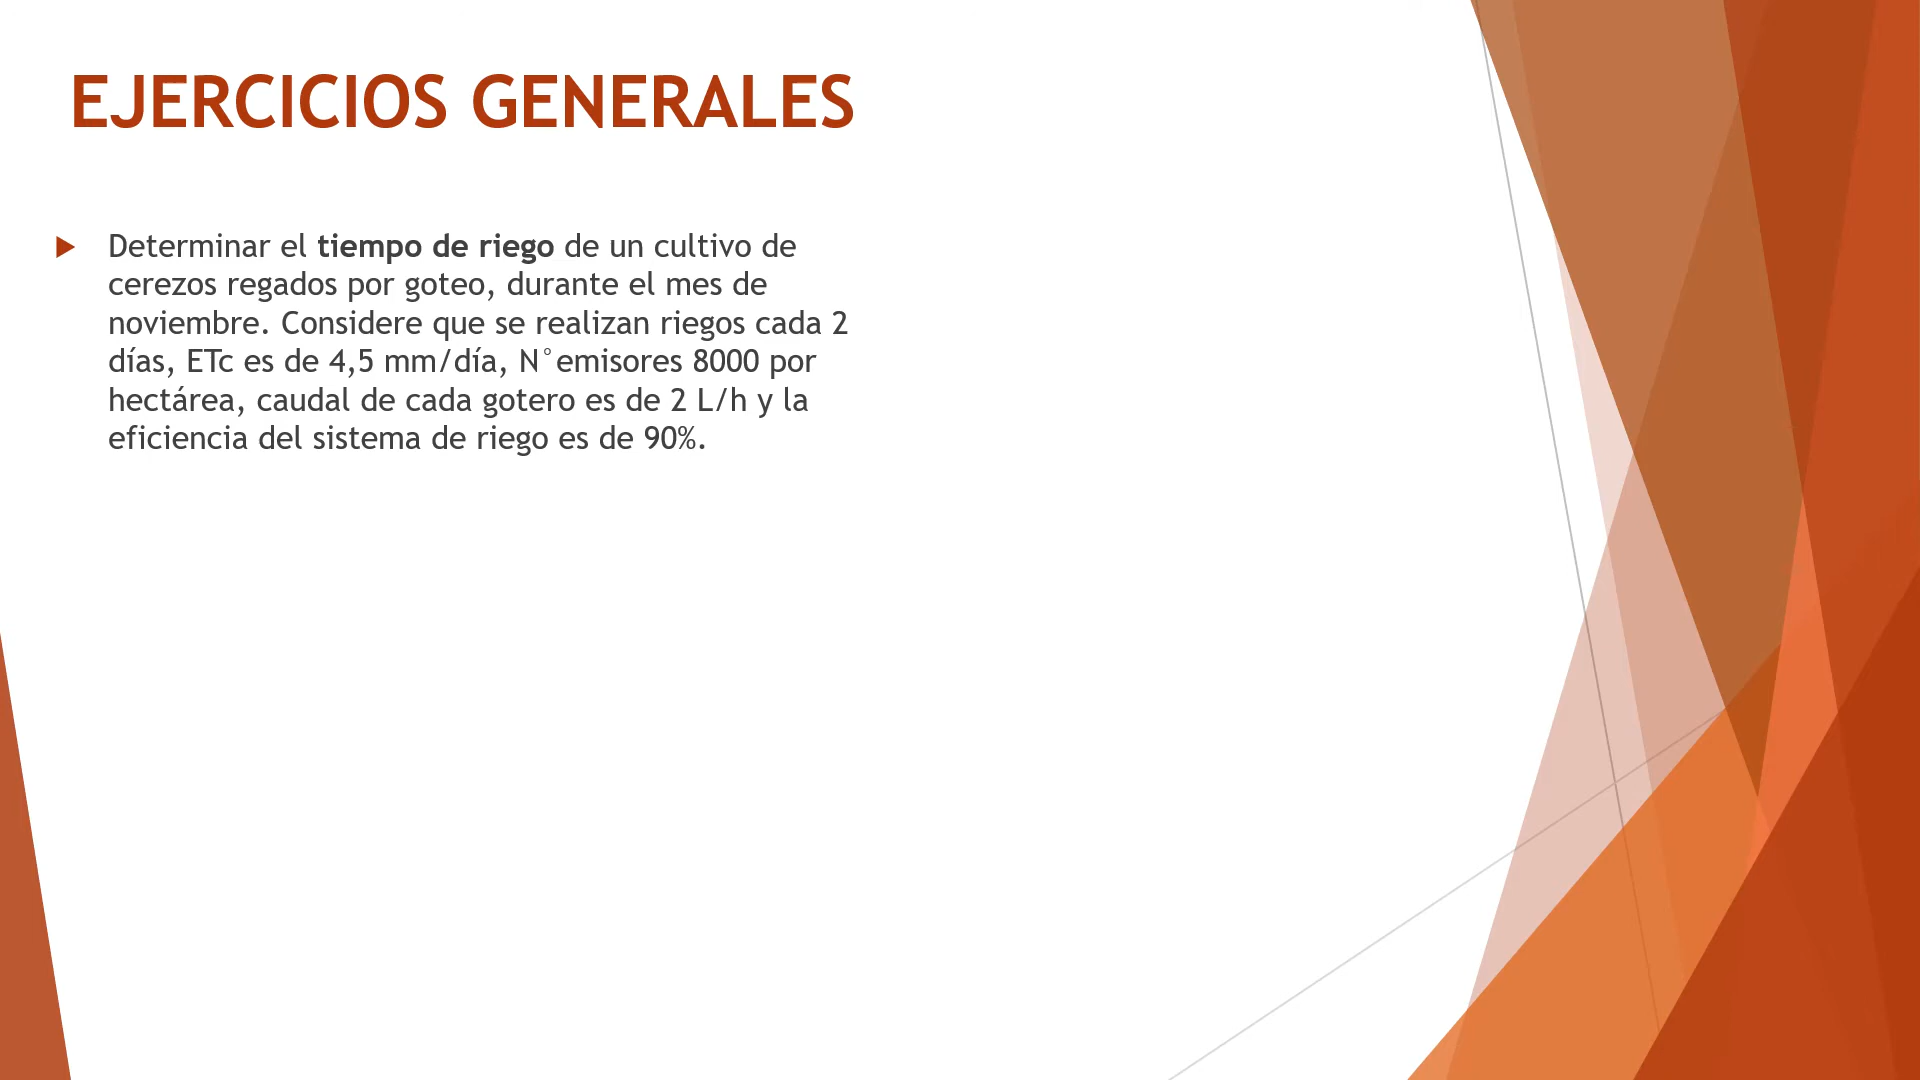 EJERCICIOS GENERALES
Determinar el tiempo de riego de un cultivo de
cerezos regados por goteo, durante el mes de
noviembre. Considere que se realizan riegos cada 2
días, ETc es de 4,5 mm/día, N°emisores 8000 por
hectárea, caudal de cada gotero es de 2 L/h y la
eficiencia del sistema de riego es de 90%.